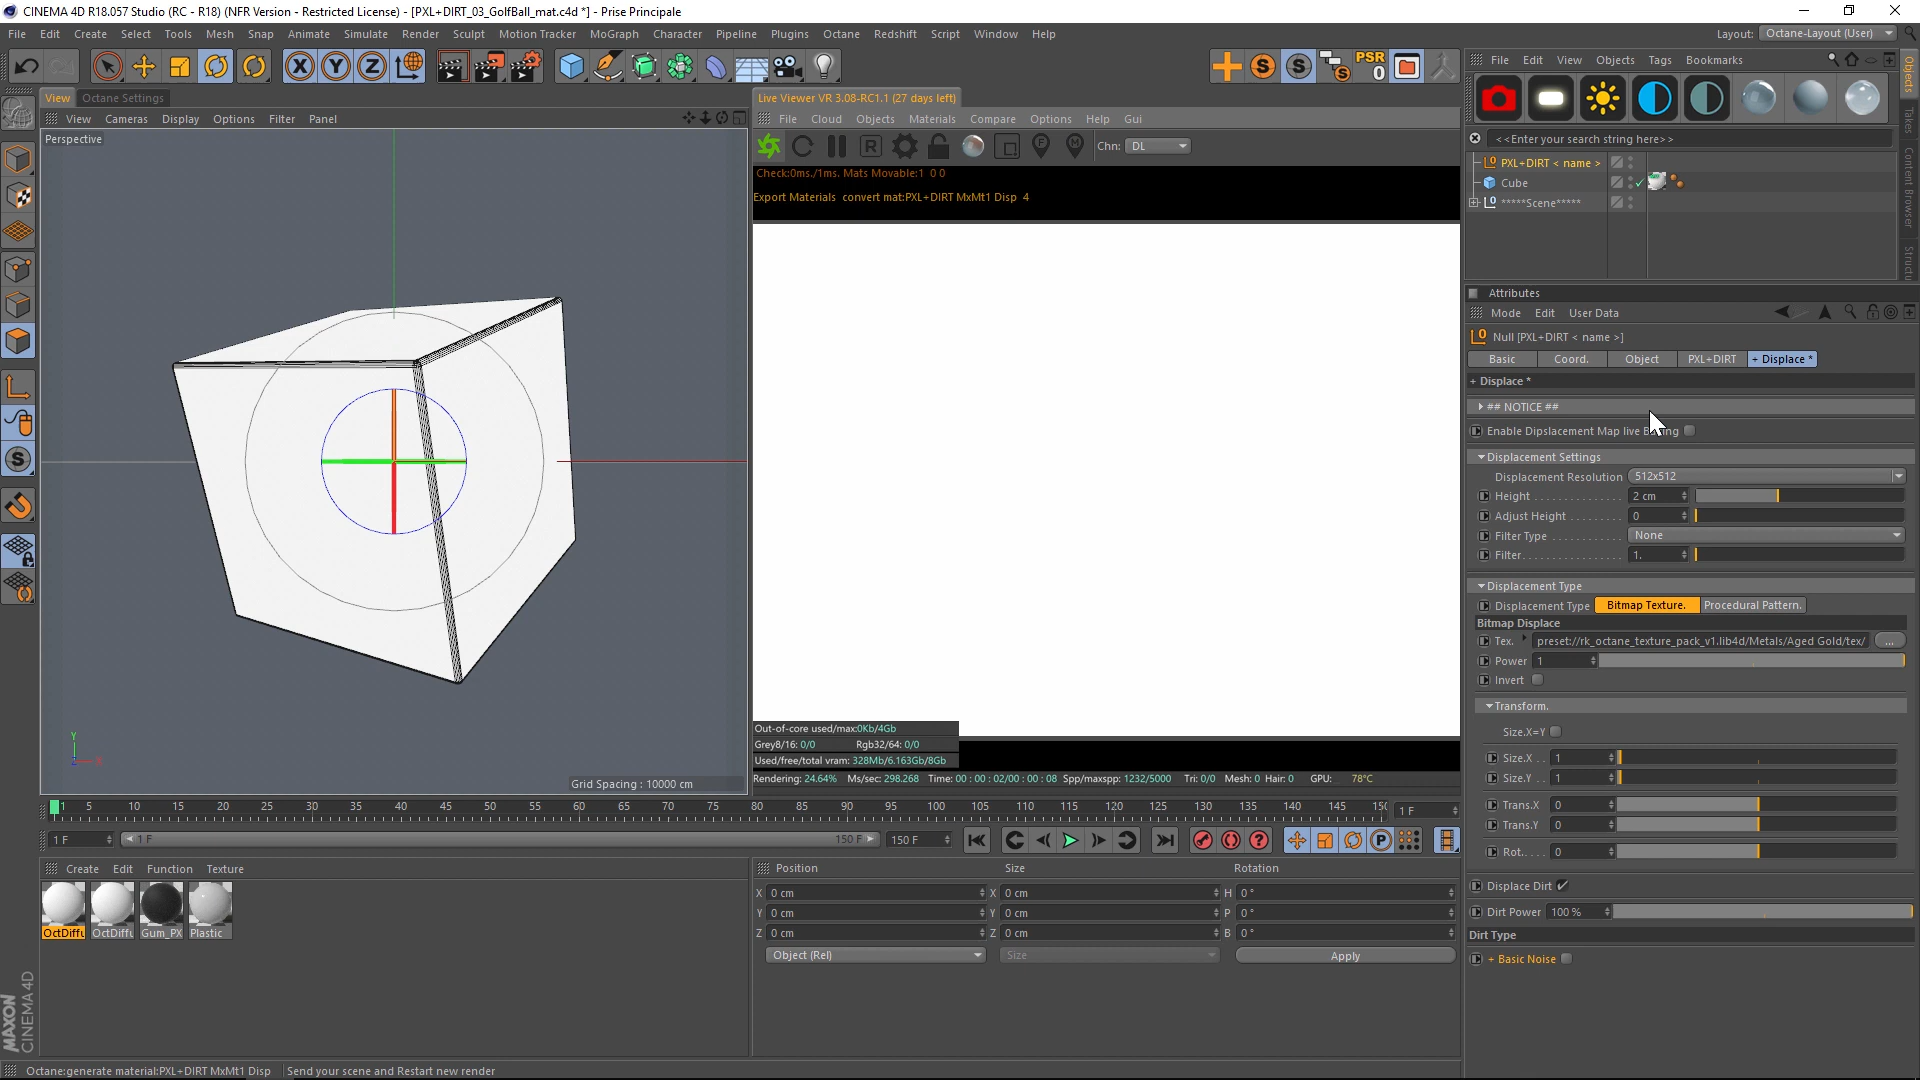 CINEMA 4D R18.057 Studio (RC - R18) (NFR Version - Restricted License) - [PXL+DIRT_03_GolfBall_mat.c4d *] - Prise Principale
File Edit Create Select Tools Mesh Snap Animate Simulate Render Sculpt Motion Tracker MoGraph Character Pipeline Plugins Octane Redshift Script Window Help
Layout: Octane-Layout (User)
X Y Z
S S PSR 0
View Octane Settings
View Cameras Display Options Filter Panel
Perspective
Y
X
Grid Spacing : 10000 cm
Live Viewer VR 3.08-RC1.1 (27 days left)
File Cloud Objects Materials Compare Options Help Gui
R F M Chn: DL
Check:0ms./1ms. Mats Movable:1 0 0
Export Materials convert mat:PXL+DIRT MxMt1 Disp 4
Out-of-core used/max:0Kb/4Gb
Grey8/16: 0/0 Rgb32/64: 0/0
Used/free/total vram: 328Mb/6.163Gb/8Gb
Rendering: 24.64% Ms/sec: 298.268 Time: 00 : 00 : 02/00 : 00 : 08 Spp/maxspp: 1232/5000 Tri: 0/0 Mesh: 0 Hair: 0 GPU: 78°C
1 5 10 15 20 25 30 35 40 45 50 55 60 65 70 75 80 85 90 95 100 105 110 115 120 125 130 135 140 145 150
1 F
1 F 1 F 150 F 150 F
P
Create Edit Function Texture
OctDiffu OctDiffu Gum_PX Plastic
Position Size Rotation
X 0 cm X 0 cm H 0 °
Y 0 cm Y 0 cm P 0 °
Z 0 cm Z 0 cm B 0 °
Object (Rel) Size Apply
MAXON
CINEMA 4D
Octane:generate material:PXL+DIRT MxMt1 Disp Send your scene and Restart new render
File Edit View Objects Tags Bookmarks
<<Enter your search string here>>
PXL+DIRT < name >
Cube
*****Scene*****
Objects
Takes
Content Browser
Structu
Attributes
Mode Edit User Data
Null [PXL+DIRT < name >]
Basic Coord. Object PXL+DIRT + Displace *
+ Displace *
## NOTICE ##
Enable Dipslacement Map live
Displacement Settings
Displacement Resolution 512x512
Height 2 cm
Adjust Height 0
Filter Type None
Filter 1.
Displacement Type
Displacement Type Bitmap Texture. Procedural Pattern.
Bitmap Displace
Tex. preset://rk_octane_texture_pack_v1.lib4d/Metals/Aged Gold/tex/ ...
Power 1
Invert
Transform.
Size.X=Y
Size.X 1
Size.Y 1
Trans.X 0
Trans.Y 0
Rot. 0
Displace Dirt
Dirt Power 100 %
Dirt Type
+ Basic Noise